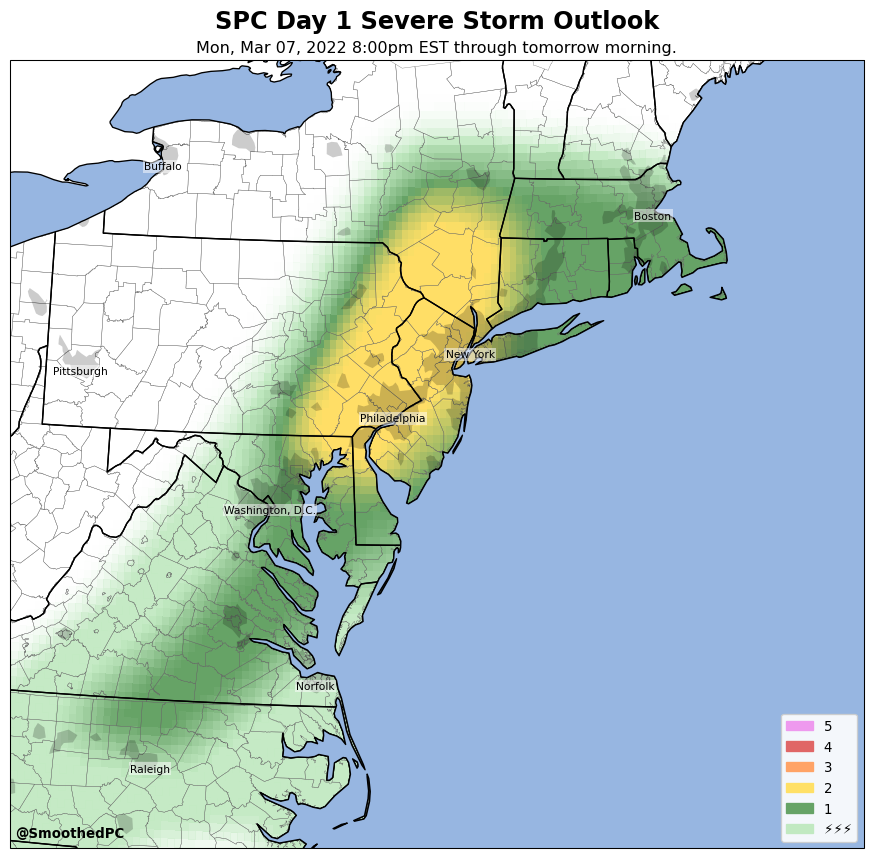 SPC Day 1 Severe Storm Outlook
Mon, Mar 07, 2022 8:00pm EST through tomorrow morning.
Buffalo
Boston
New York
Pittsburgh
Philadelphia
Washington, D.C.
Norfolk
Raleigh
5
4
3
2
1
⚡⚡⚡
@SmoothedPC